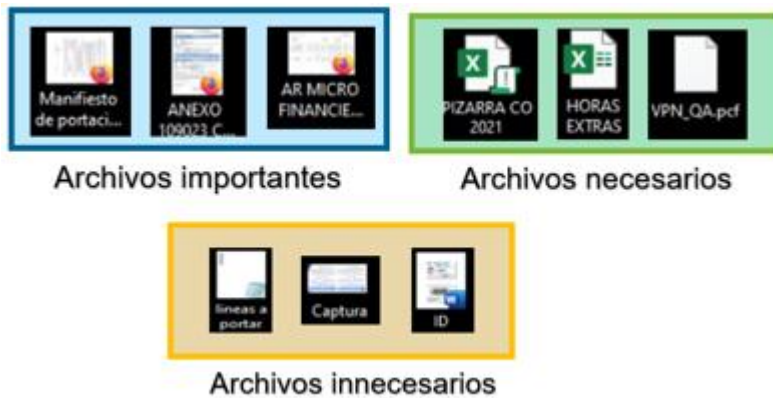 Manifiesto
de portaci...
ANEXO
109023 C...
AR MICRO
FINANCIE...
PIZARRA CO
2021
HORAS
EXTRAS
VPN_QA.pcf
Archivos importantes
Archivos necesarios
lineas a
portar
Captura
ID
Archivos innecesarios